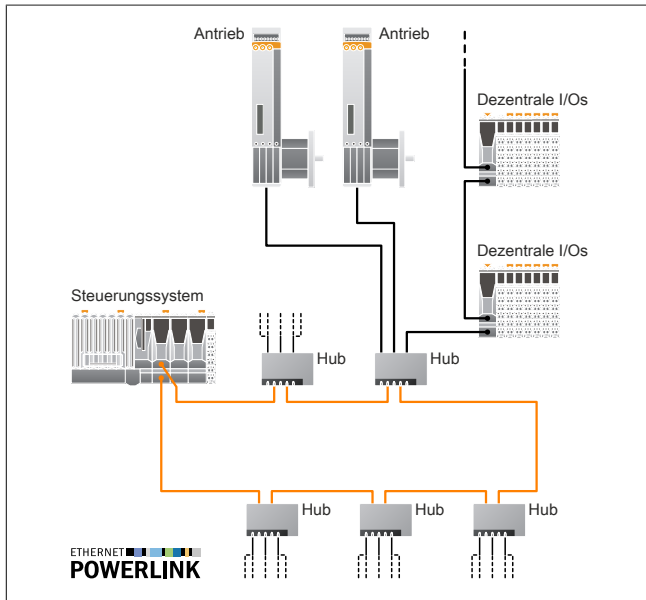 Antrieb
Antrieb
Dezentrale I/Os
Dezentrale I/Os
Steuerungssystem
Hub
Hub
Hub
Hub
Hub
ETHERNET
POWERLINK